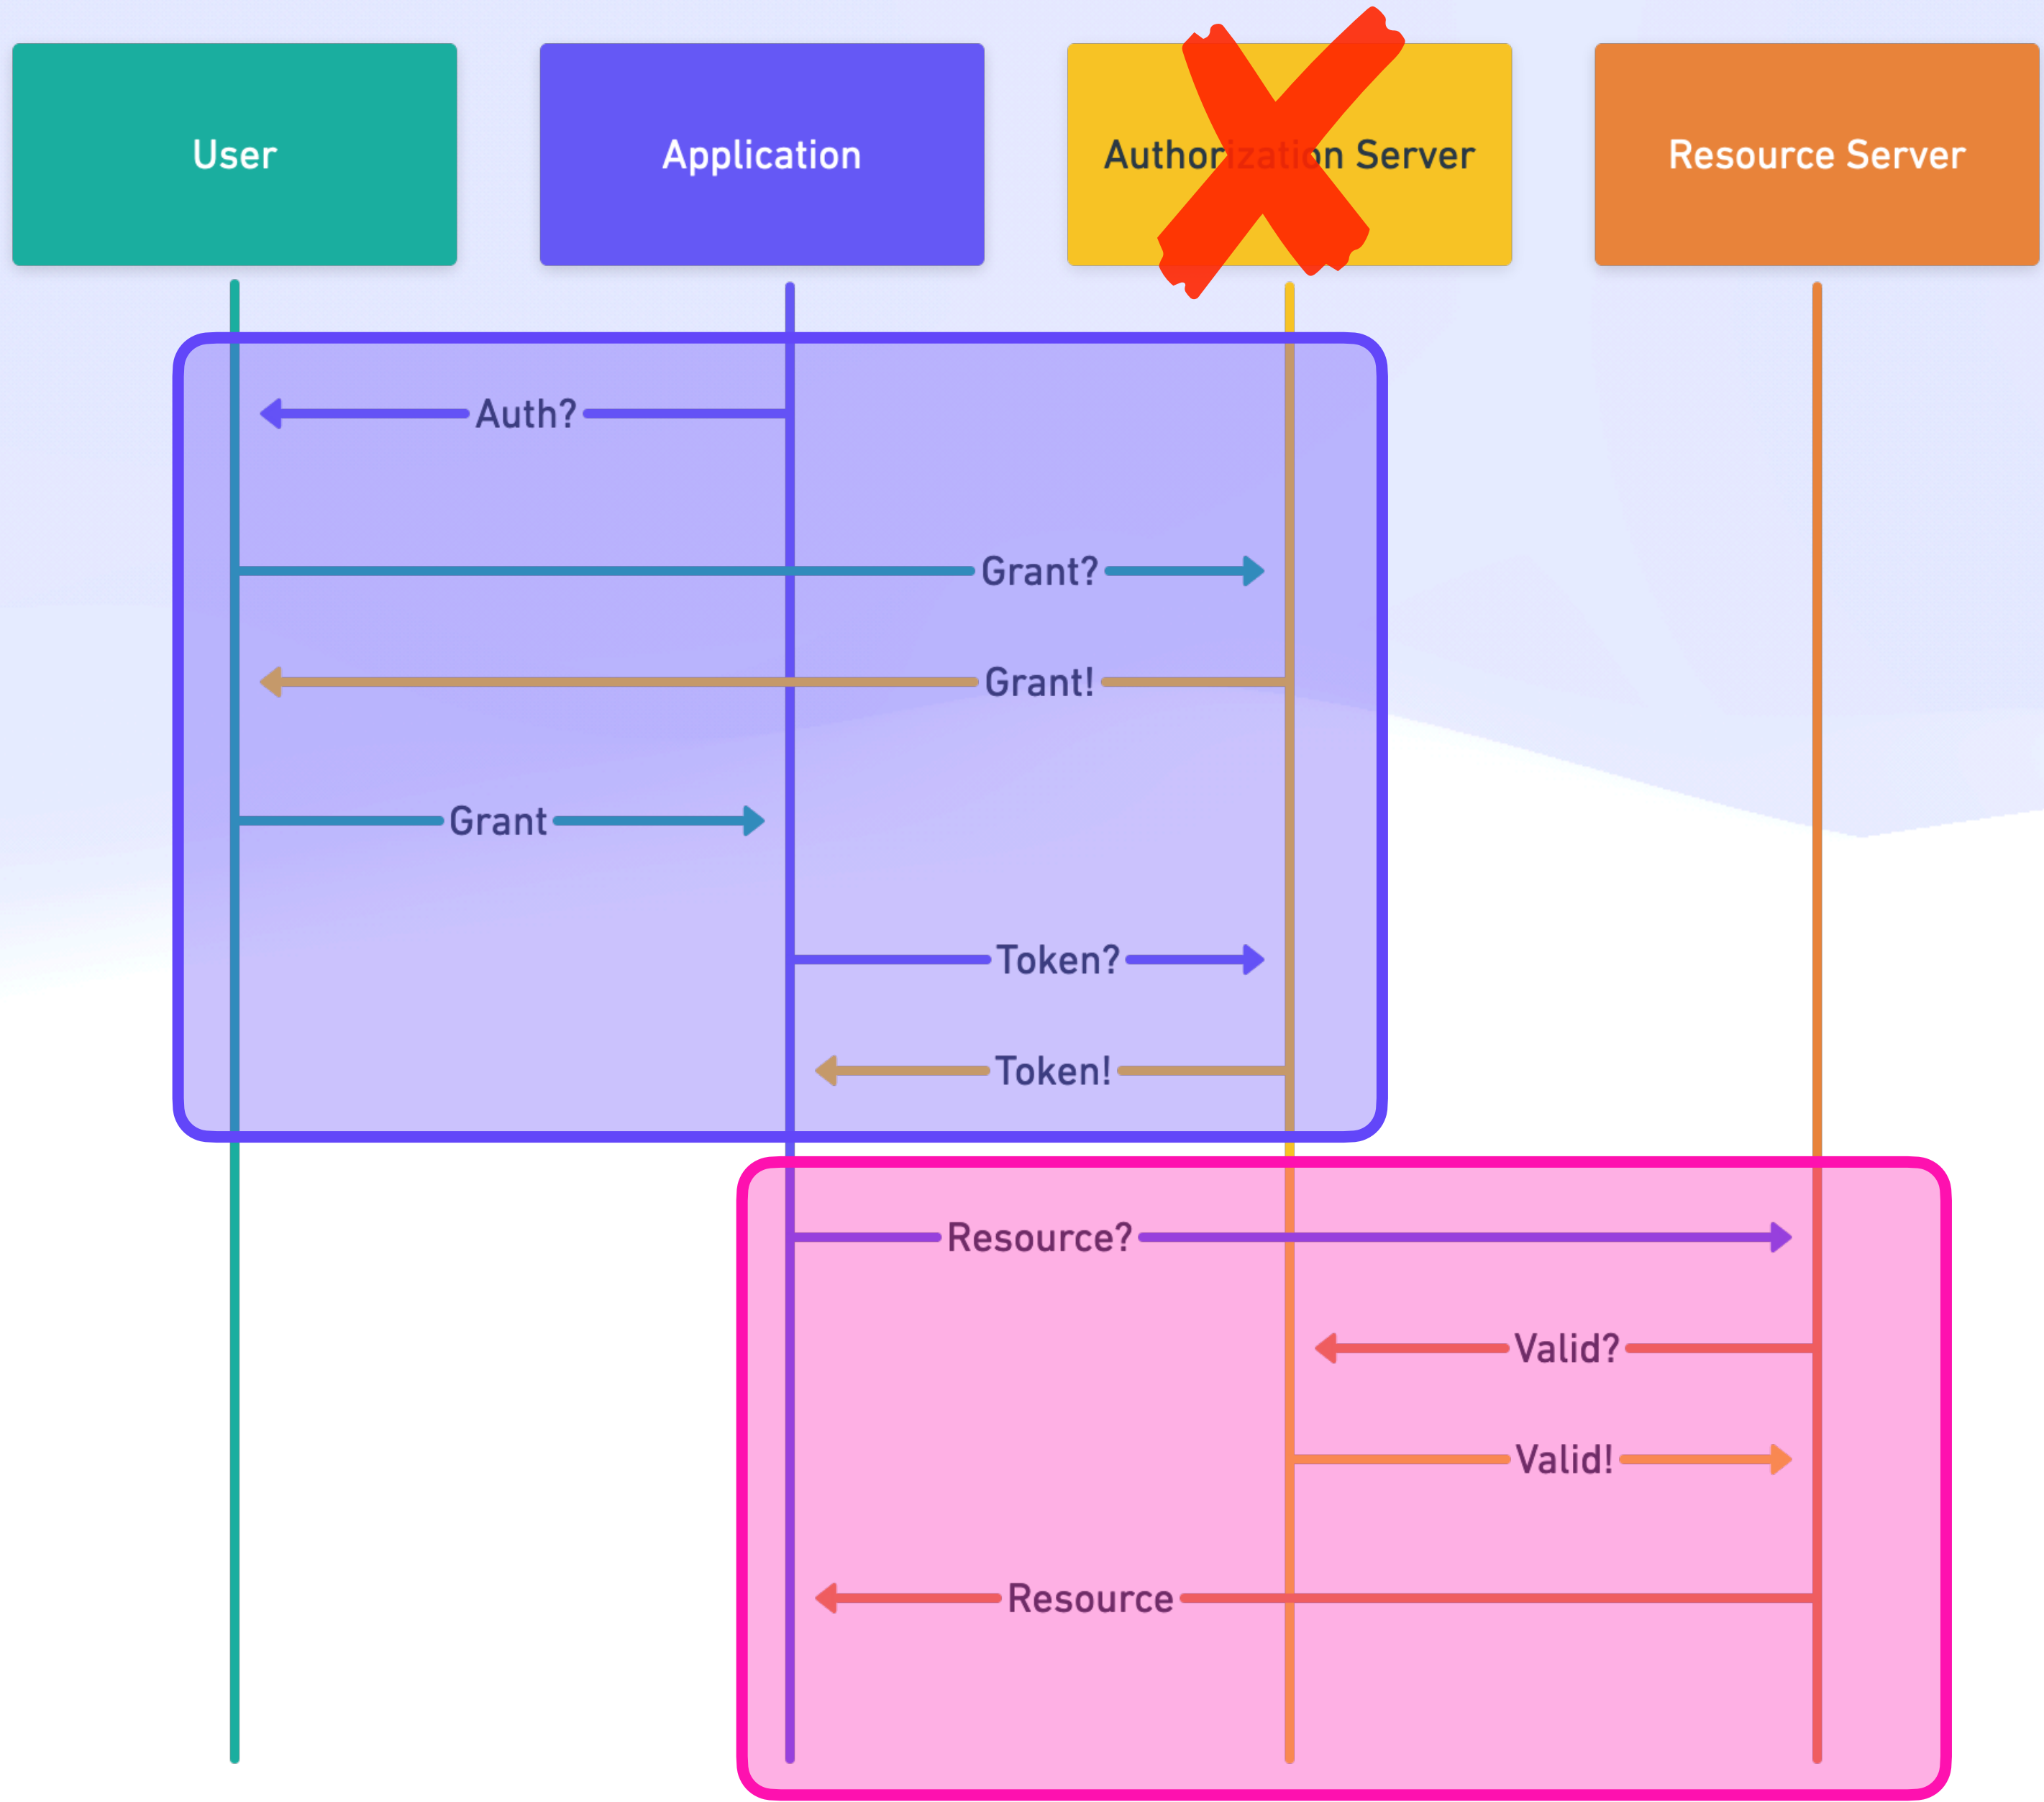 User
Application
Authorization Server
Resource Server
Auth?
Grant?
Grant!
Grant
Token?
Token!
Resource?
Valid?
Valid!
Resource